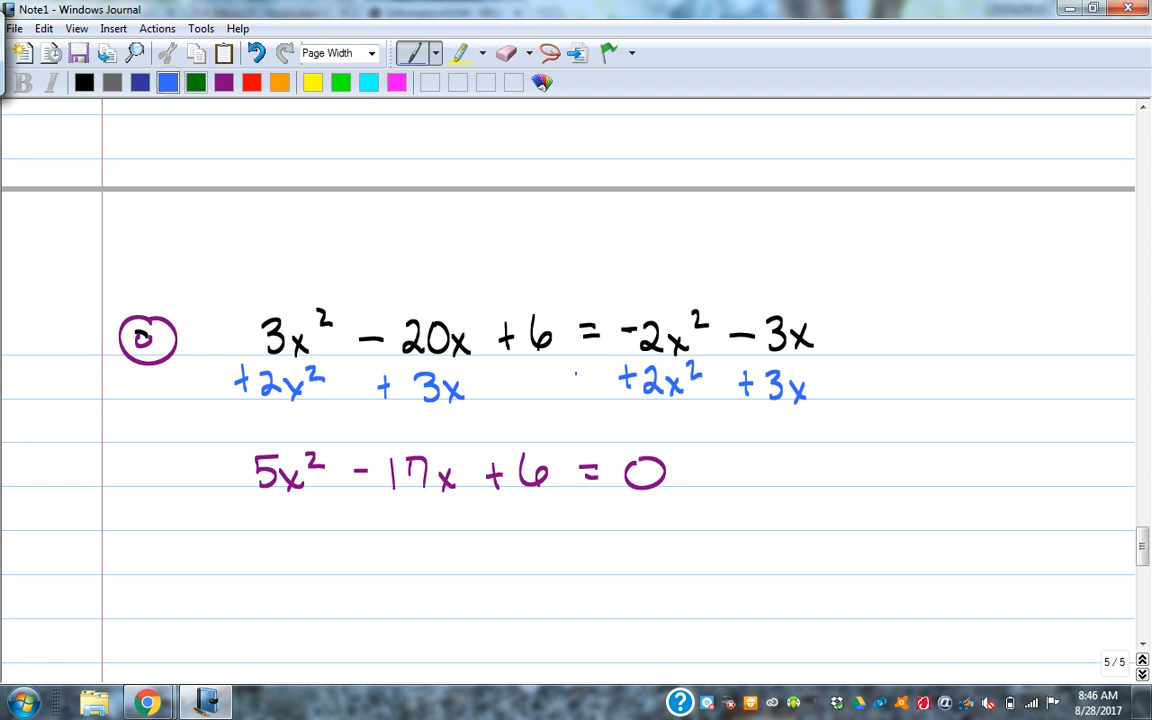 Note1 - Windows Journal
File Edit View Insert Actions Tools Help
Page Width
B I
3x² - 20x + 6 = -2x² - 3x
+2x² + 3x +2x² + 3x
5x² - 17x + 6 = 0
5 / 5
8:46 AM
8/28/2017